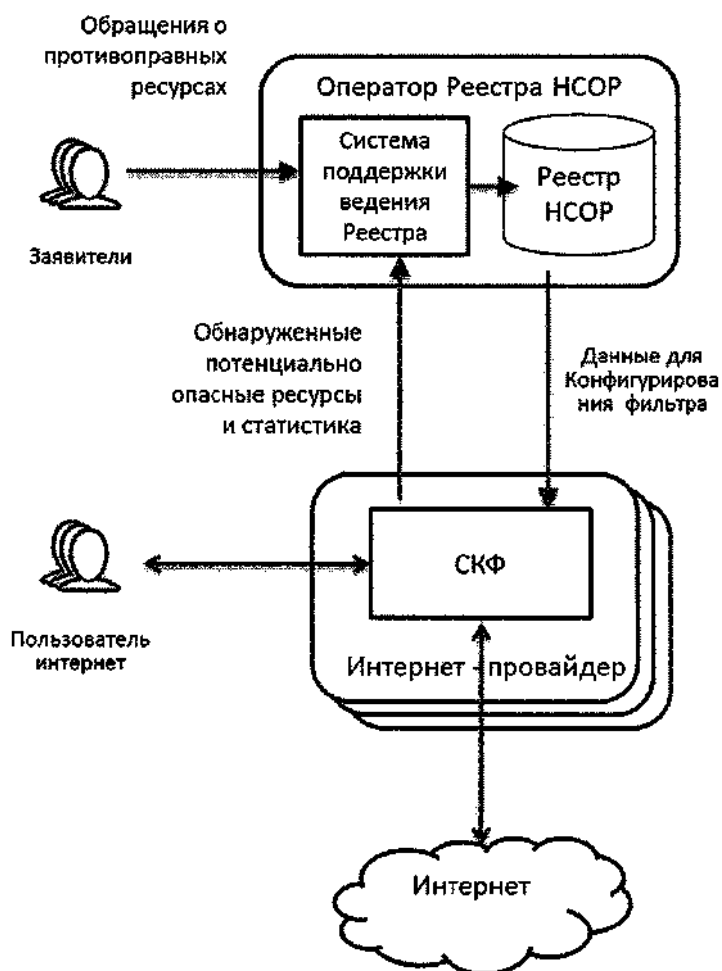 Обращения о
противоправных
ресурсах
Оператор Реестра НСОР
Система
поддержки
ведения
Реестра
Реестр
НСОР
Заявители
Обнаруженные
потенциально
опасные ресурсы
и статистика
Данные для
Конфигурирова
ния фильтра
СКФ
Пользователь
интернет
Интернет - провайдер
Интернет